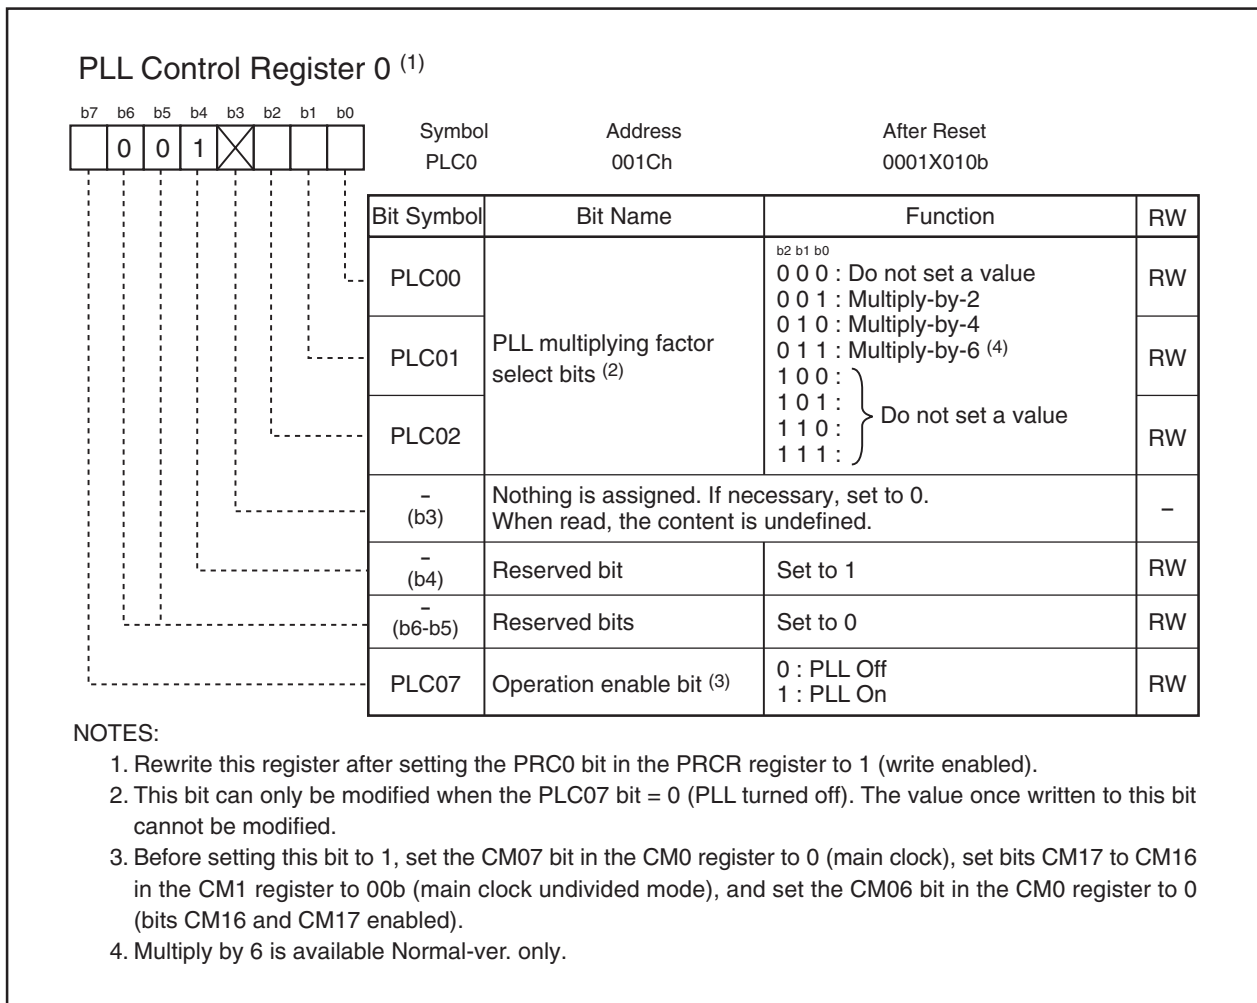 PLL Control Register 0 (1)
b7 b6 b5 b4 b3 b2 b1 b0
0 0 1
Symbol Address After Reset
PLC0 001Ch 0001X010b
Bit Symbol Bit Name Function RW
PLC00 RW
PLC01 RW
PLC02 RW
PLL multiplying factor
select bits (2)
b2 b1 b0
0 0 0 : Do not set a value
0 0 1 : Multiply-by-2
0 1 0 : Multiply-by-4
0 1 1 : Multiply-by-6 (4)
1 0 0 :
1 0 1 :
1 1 0 :
1 1 1 :
Do not set a value
– (b3) Nothing is assigned. If necessary, set to 0.
When read, the content is undefined. –
– (b4) Reserved bit Set to 1 RW
– (b6-b5) Reserved bits Set to 0 RW
PLC07 Operation enable bit (3) 0 : PLL Off
1 : PLL On RW
NOTES:
1. Rewrite this register after setting the PRC0 bit in the PRCR register to 1 (write enabled).
2. This bit can only be modified when the PLC07 bit = 0 (PLL turned off). The value once written to this bit
cannot be modified.
3. Before setting this bit to 1, set the CM07 bit in the CM0 register to 0 (main clock), set bits CM17 to CM16
in the CM1 register to 00b (main clock undivided mode), and set the CM06 bit in the CM0 register to 0
(bits CM16 and CM17 enabled).
4. Multiply by 6 is available Normal-ver. only.